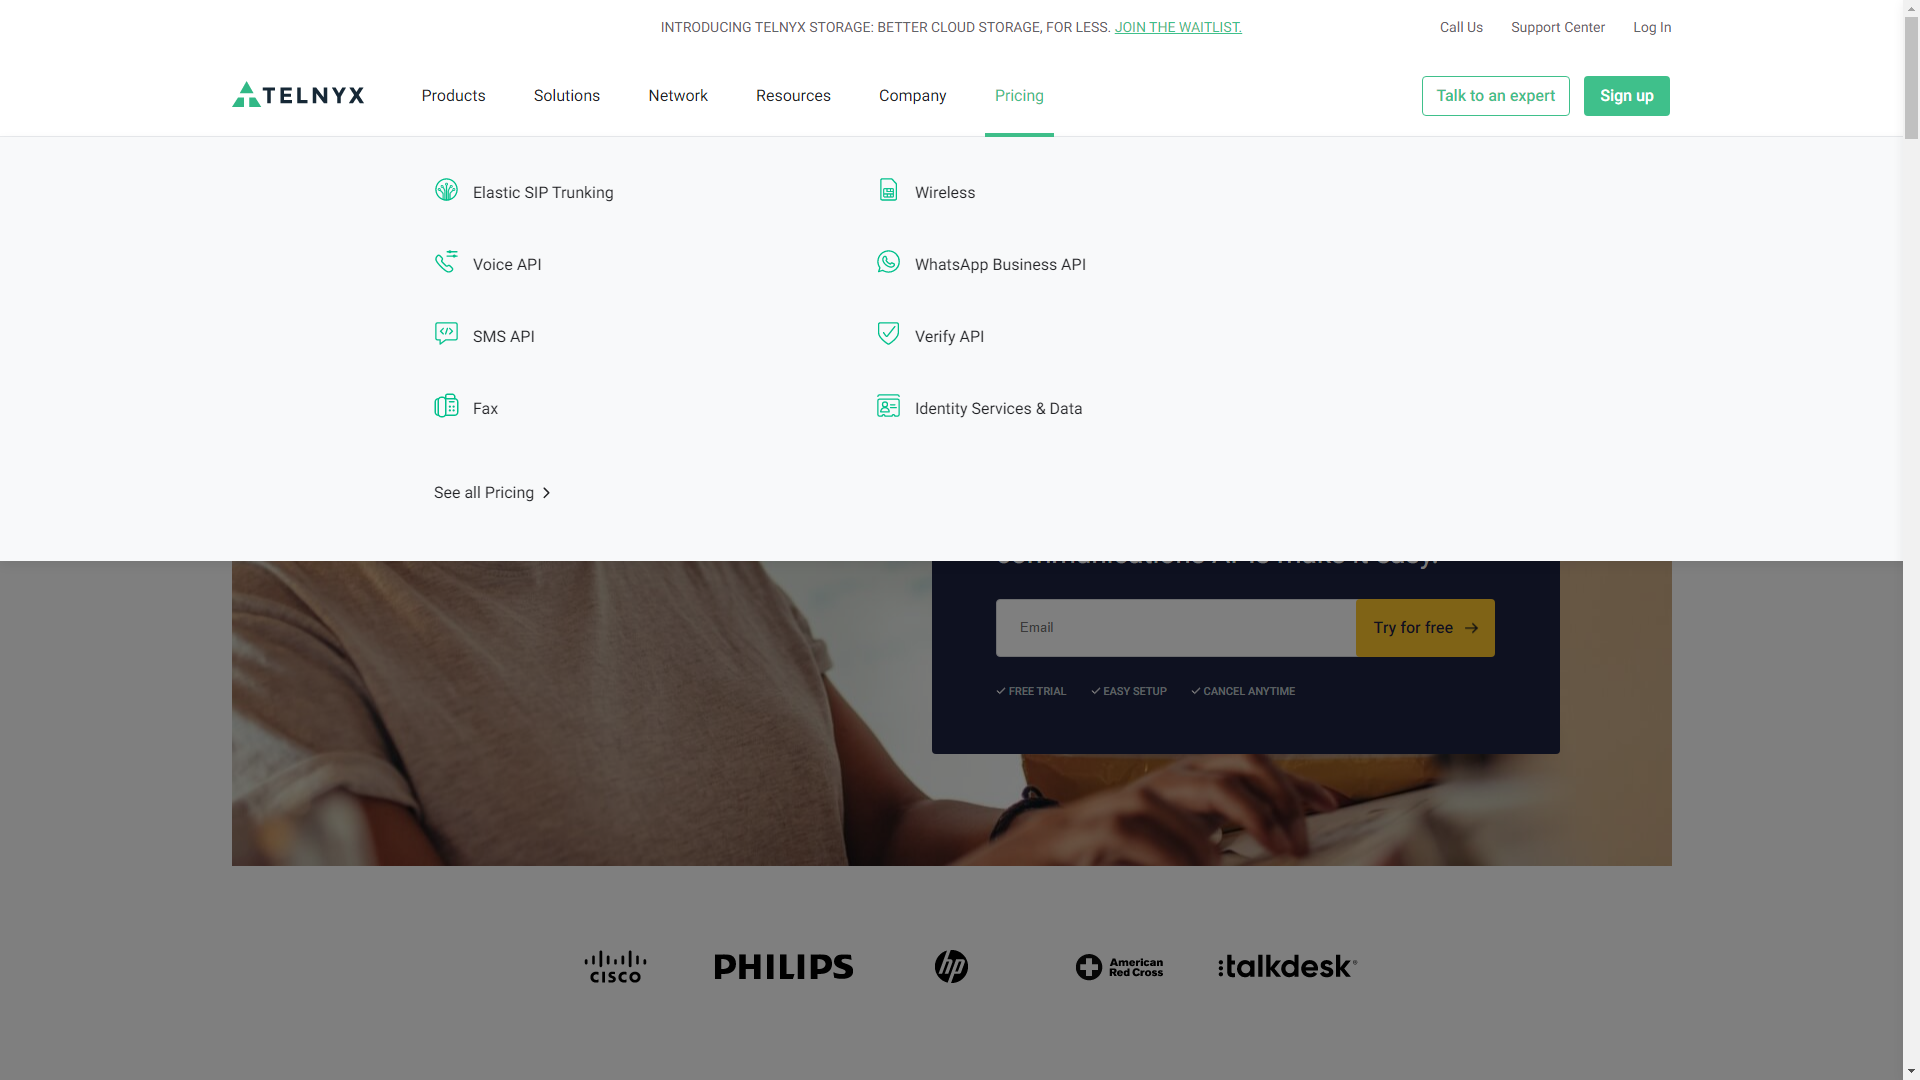 INTRODUCING TELNYX STORAGE: BETTER CLOUD STORAGE, FOR LESS. JOIN THE WAITLIST.
Call Us
Support Center
Log In
TELNYX
Products
Solutions
Network
Resources
Company
Pricing
Talk to an expert
Sign up
Elastic SIP Trunking
Wireless
Voice API
WhatsApp Business API
SMS API
Verify API
Fax
Identity Services & Data
See all Pricing
Email
Try for free
FREE TRIAL
EASY SETUP
CANCEL ANYTIME
CISCO
PHILIPS
hp
American
Red Cross
:talkdesk®